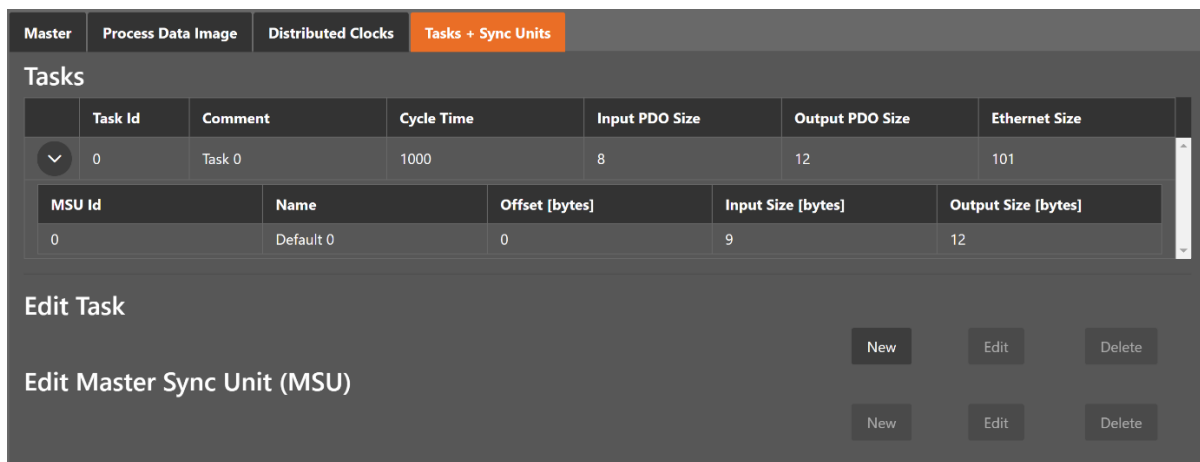 Master Process Data Image Distributed Clocks Tasks + Sync Units
Tasks
Task Id Comment Cycle Time Input PDO Size Output PDO Size Ethernet Size
0 Task 0 1000 8 12 101
MSU Id Name Offset [bytes] Input Size [bytes] Output Size [bytes]
0 Default 0 0 9 12
Edit Task
New Edit Delete
Edit Master Sync Unit (MSU)
New Edit Delete